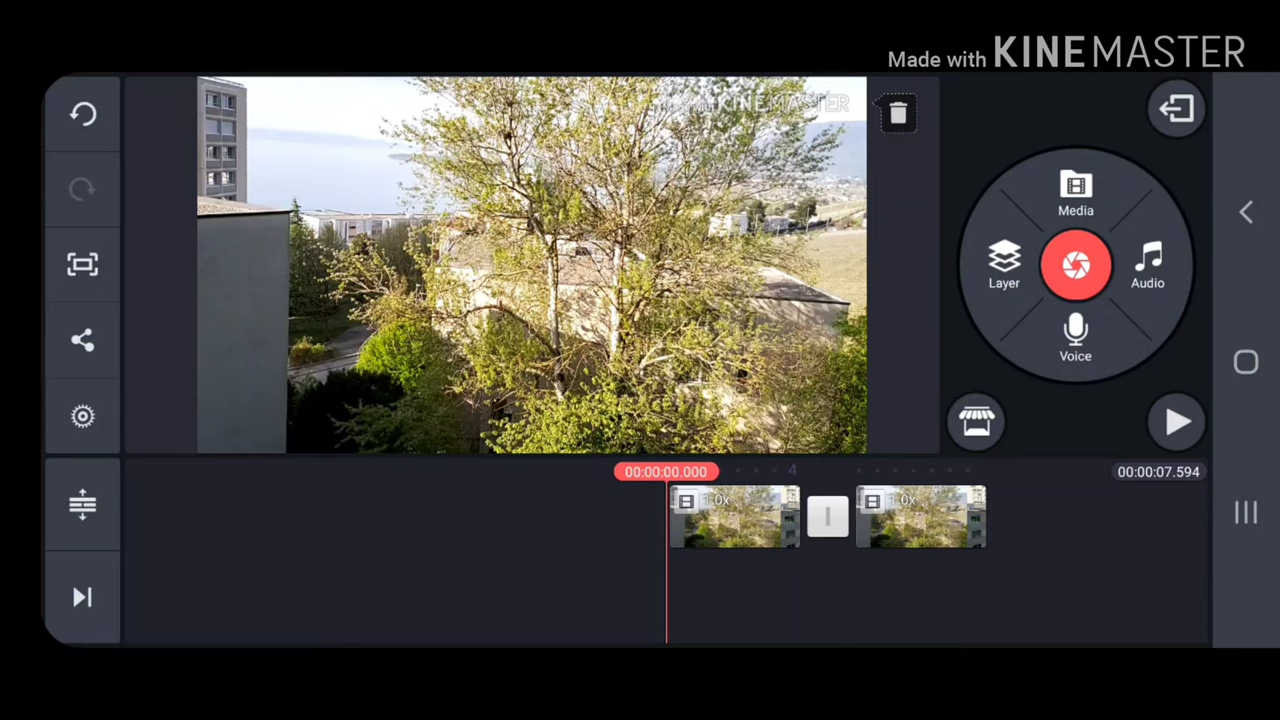 Made with KINEMASTER
KINEMASTER
Media
Layer
Audio
Voice
00:00:00.000
4
00:00:07.594
1.0x
1.0x